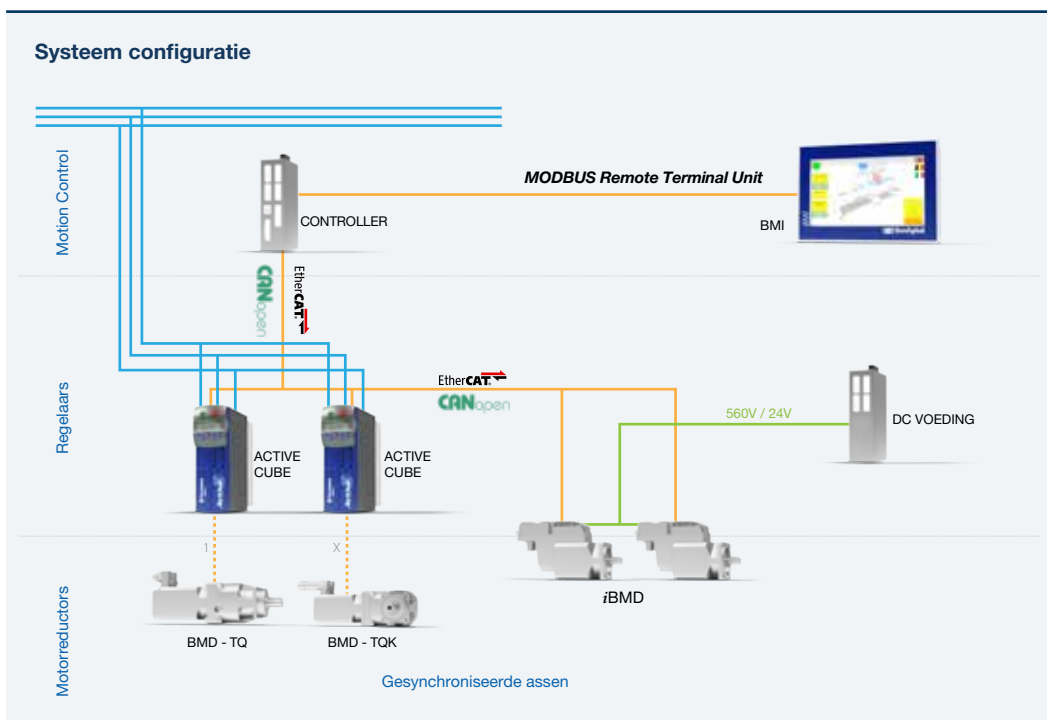 Systeem configuratie
Motion Control
MODBUS Remote Terminal Unit
CONTROLLER
BMI
CANopen
EtherCAT
Regelaars
EtherCAT
CANopen
560V / 24V
DC VOEDING
ACTIVE
CUBE
ACTIVE
CUBE
1
X
iBMD
Motorreductors
BMD - TQ
BMD - TQK
Gesynchroniseerde assen